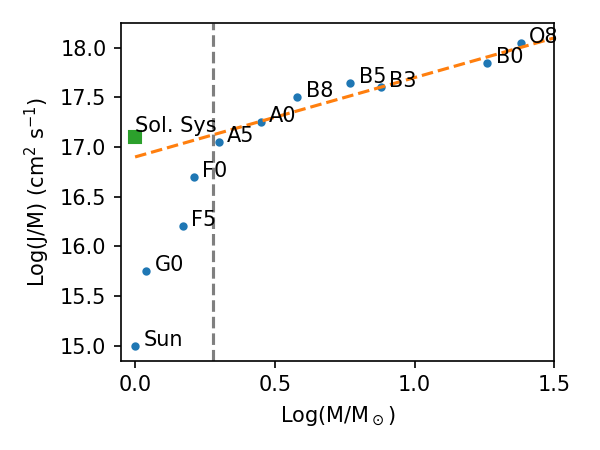 18.0
17.5
17.0
16.5
16.0
15.5
15.0
Log(J/M) (cm² s⁻¹)
O8
B0
B5
B3
B8
A0
Sol. Sys
A5
F0
F5
G0
Sun
0.0 0.5 1.0 1.5
Log(M/M_⊙)